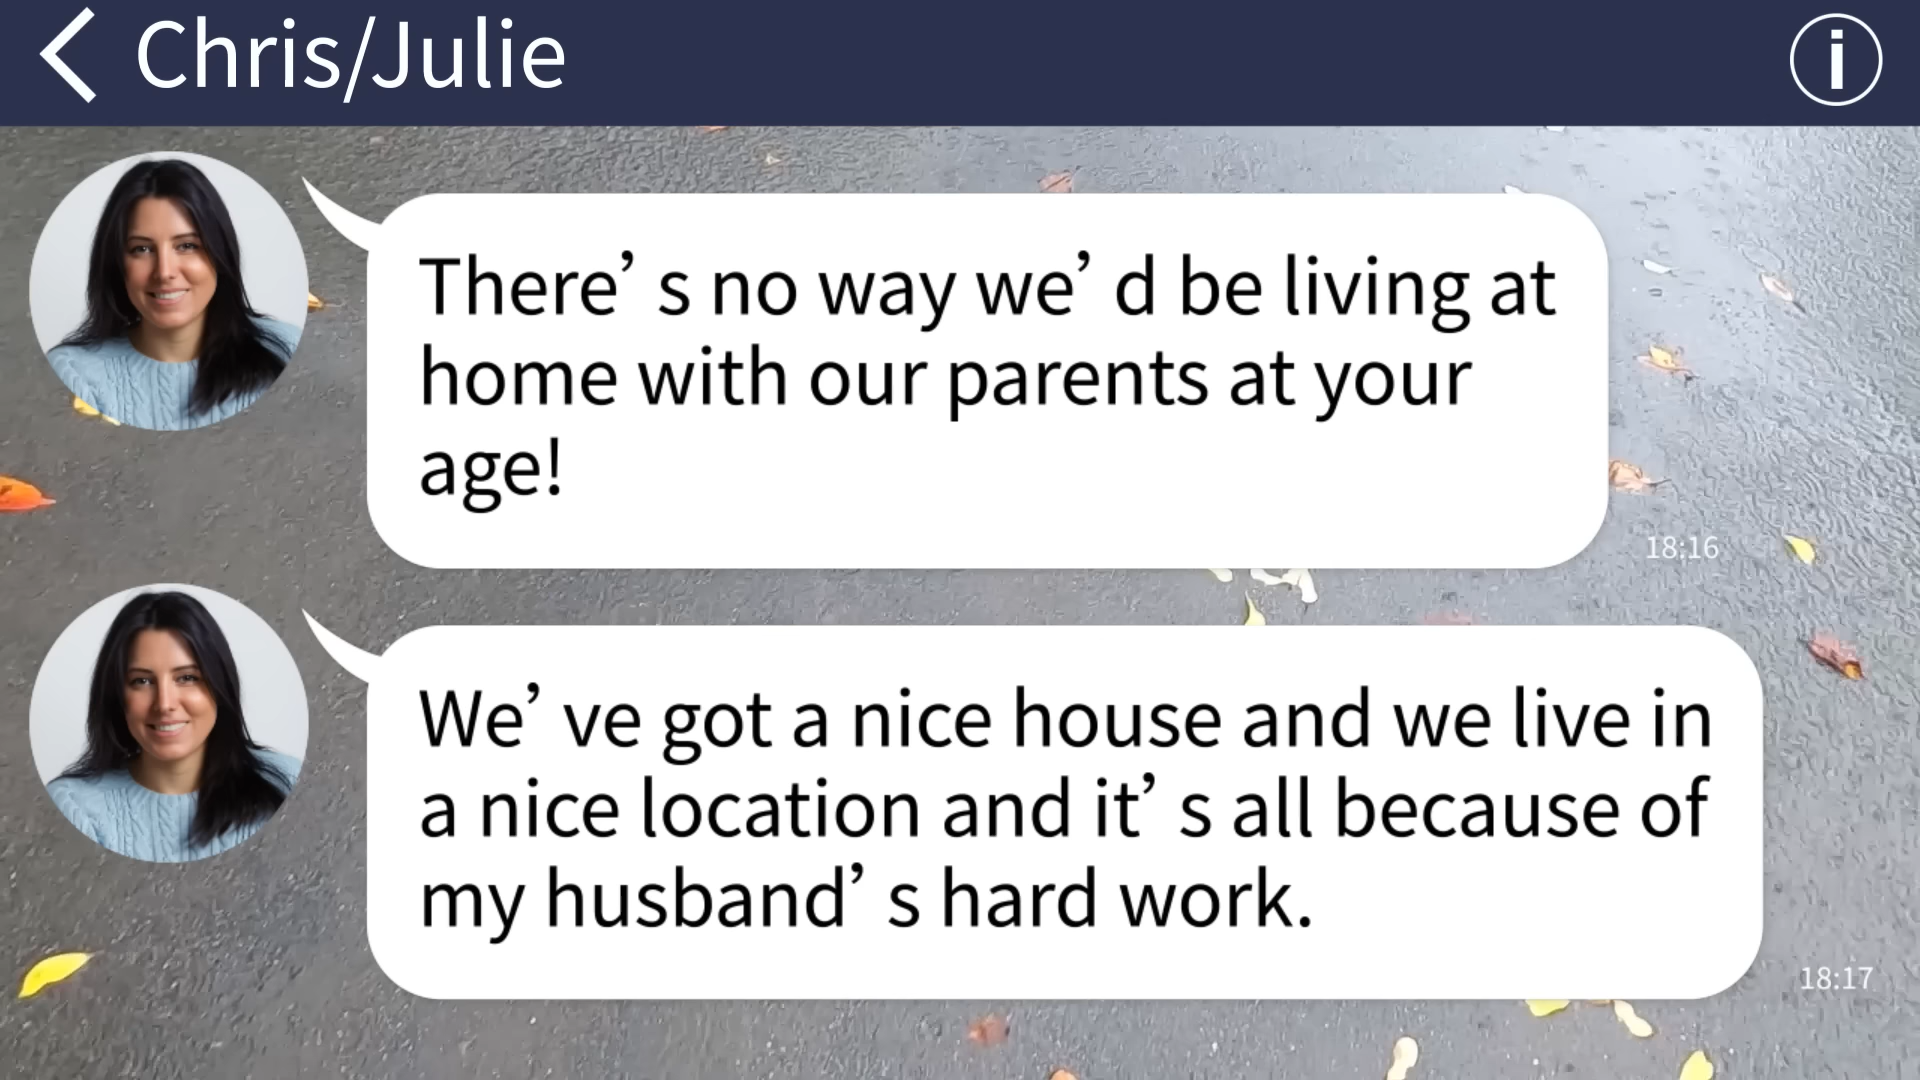 Chris/Julie
There’s no way we’d be living at
home with our parents at your
age!
18:16
We’ve got a nice house and we live in
a nice location and it’s all because of
my husband’s hard work.
18:17